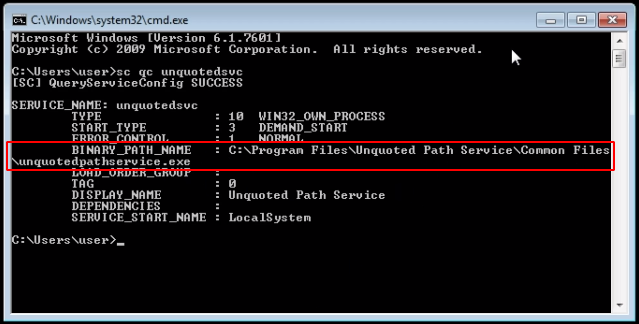 C:\Windows\system32\cmd.exe
Microsoft Windows [Version 6.1.7601]
Copyright (c) 2009 Microsoft Corporation.  All rights reserved.
C:\Users\user>sc qc unquotedsvc
[SC] QueryServiceConfig SUCCESS
SERVICE_NAME: unquotedsvc
        TYPE               : 10  WIN32_OWN_PROCESS
        START_TYPE         : 3   DEMAND_START
        ERROR_CONTROL      : 1   NORMAL
        BINARY_PATH_NAME   : C:\Program Files\Unquoted Path Service\Common Files
\unquotedpathservice.exe
        LOAD_ORDER_GROUP   :
        TAG                : 0
        DISPLAY_NAME       : Unquoted Path Service
        DEPENDENCIES       :
        SERVICE_START_NAME : LocalSystem
C:\Users\user>_